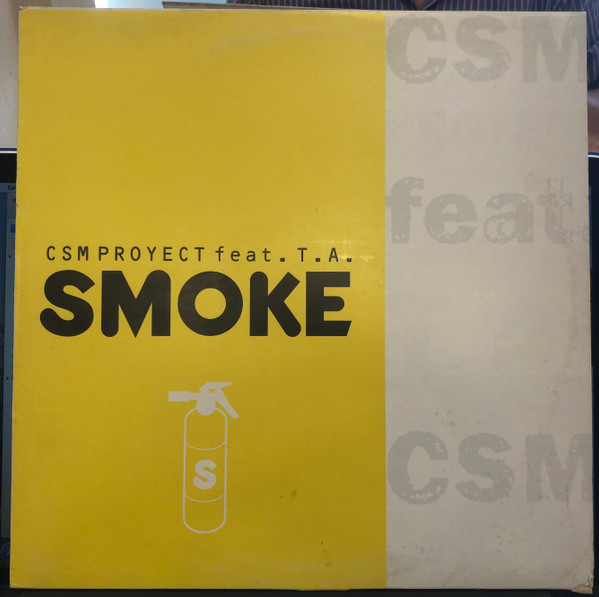 CSM PROYECT feat. T.A.
SMOKE
S
CSM
feat.
CSM